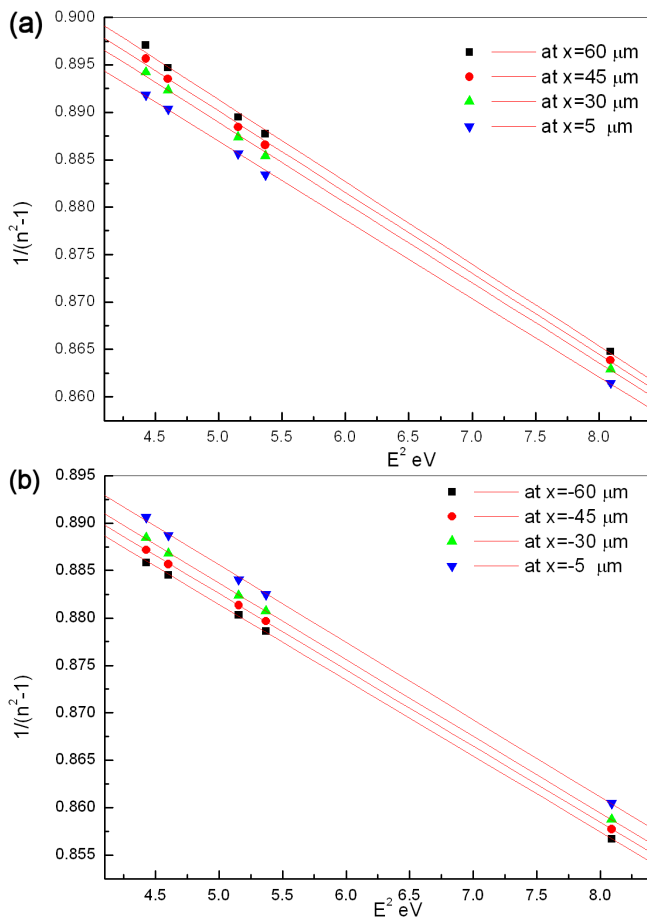 (a)
0.900
0.895
0.890
0.885
0.880
0.875
0.870
0.865
0.860
1/(n²-1)
at x=60 μm
at x=45 μm
at x=30 μm
at x=5 μm
4.5 5.0 5.5 6.0 6.5 7.0 7.5 8.0
E² eV
(b)
0.895
0.890
0.885
0.880
0.875
0.870
0.865
0.860
0.855
1/(n²-1)
at x=-60 μm
at x=-45 μm
at x=-30 μm
at x=-5 μm
4.5 5.0 5.5 6.0 6.5 7.0 7.5 8.0
E² eV